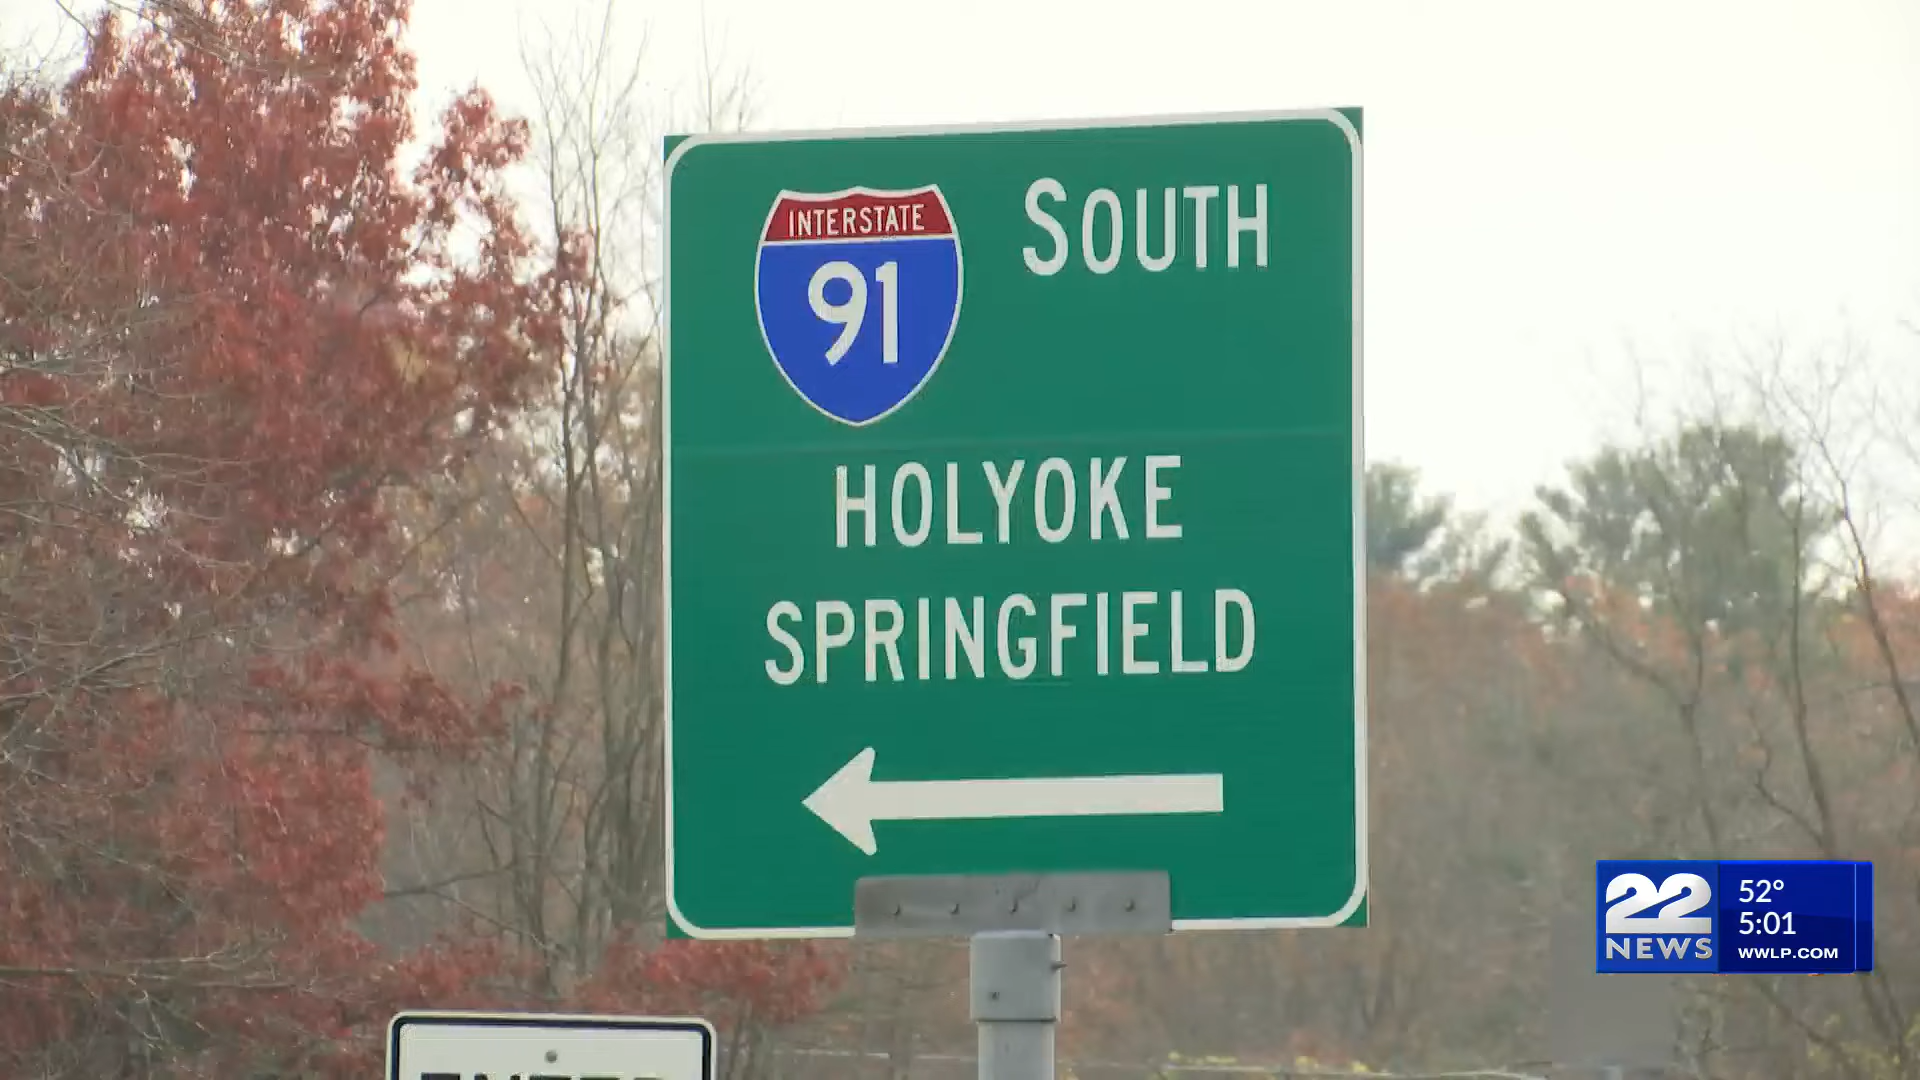 INTERSTATE
91
SOUTH
HOLYOKE
SPRINGFIELD
22
NEWS
52°
5:01
WWLP.COM